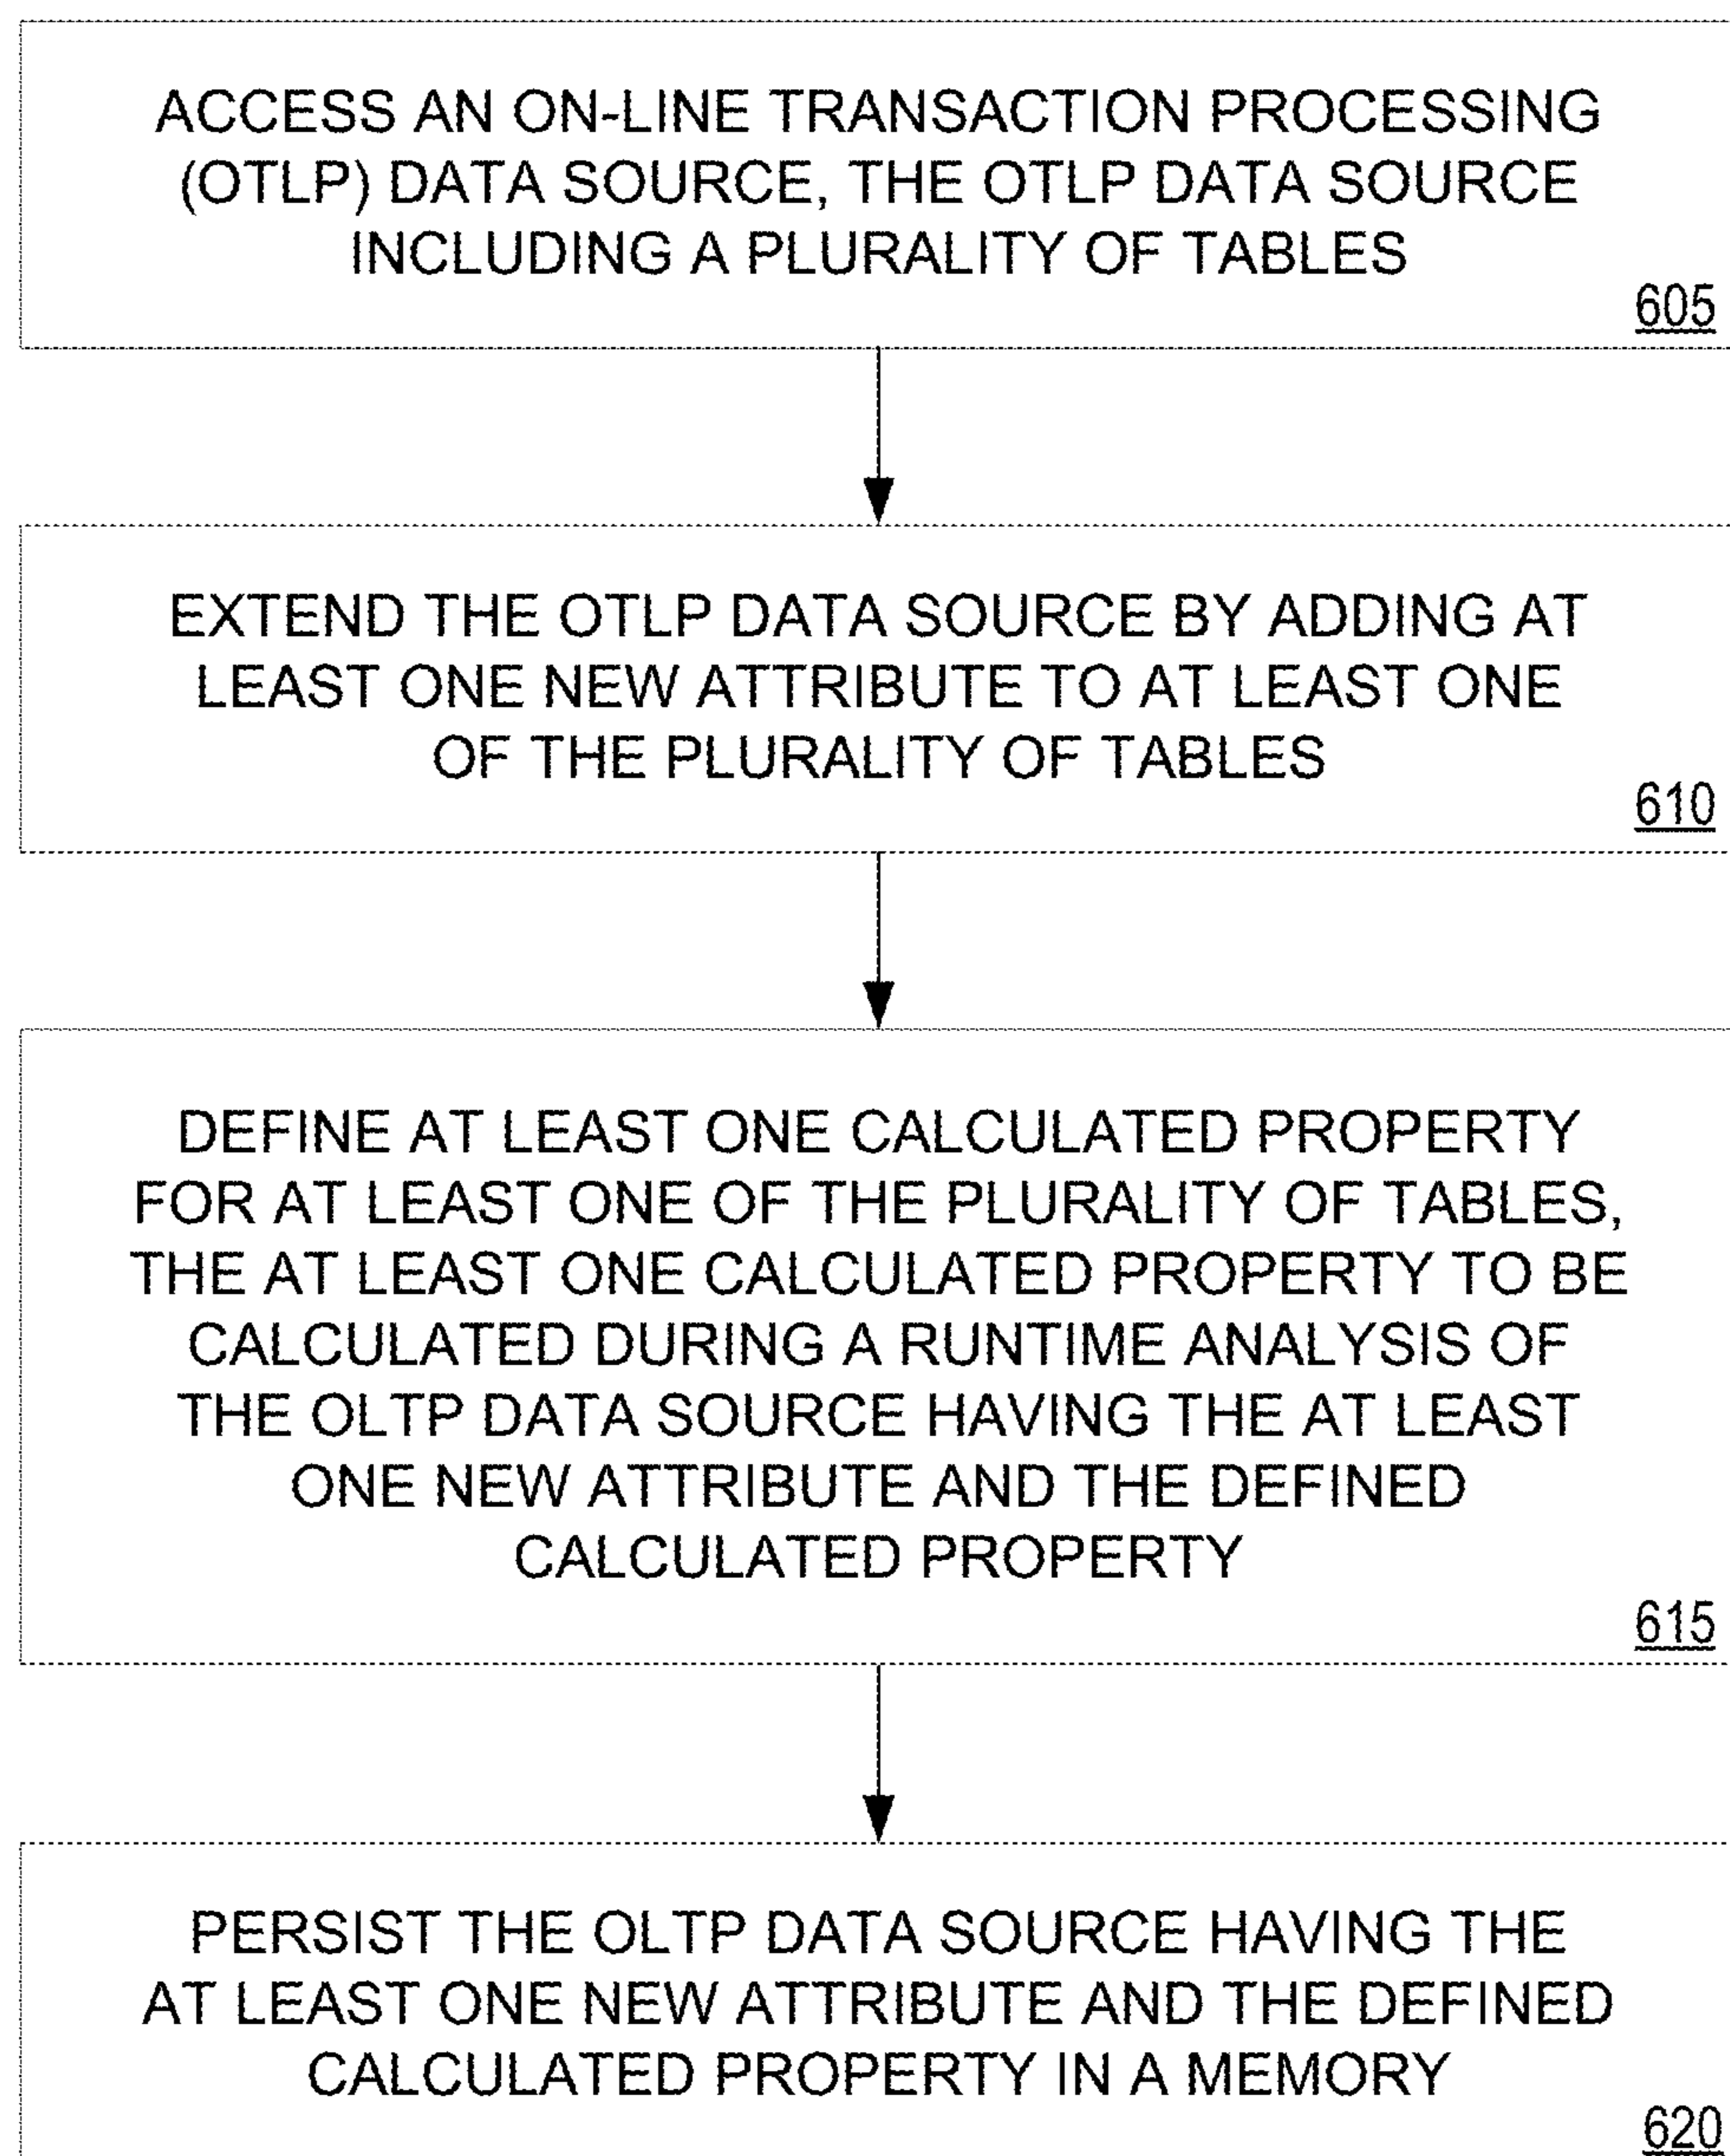 ACCESS AN ON-LINE TRANSACTION PROCESSING
(OTLP) DATA SOURCE, THE OTLP DATA SOURCE
INCLUDING A PLURALITY OF TABLES
605
EXTEND THE OTLP DATA SOURCE BY ADDING AT
LEAST ONE NEW ATTRIBUTE TO AT LEAST ONE
OF THE PLURALITY OF TABLES
610
DEFINE AT LEAST ONE CALCULATED PROPERTY
FOR AT LEAST ONE OF THE PLURALITY OF TABLES,
THE AT LEAST ONE CALCULATED PROPERTY TO BE
CALCULATED DURING A RUNTIME ANALYSIS OF
THE OLTP DATA SOURCE HAVING THE AT LEAST
ONE NEW ATTRIBUTE AND THE DEFINED
CALCULATED PROPERTY
615
PERSIST THE OLTP DATA SOURCE HAVING THE
AT LEAST ONE NEW ATTRIBUTE AND THE DEFINED
CALCULATED PROPERTY IN A MEMORY
620